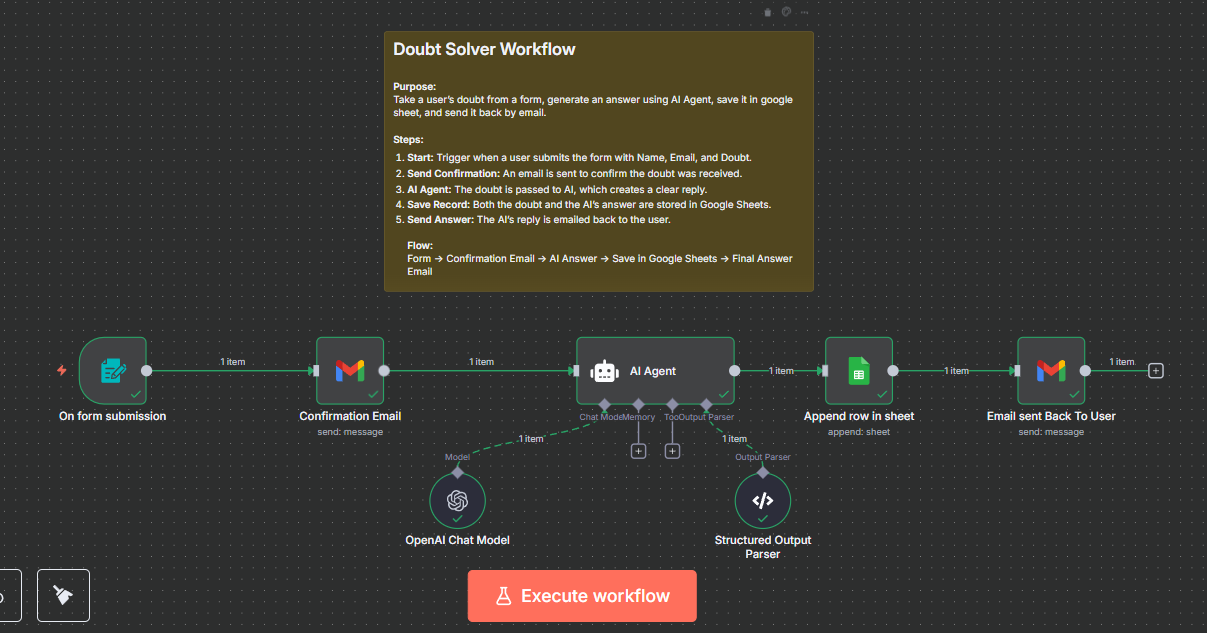 Doubt Solver Workflow
Purpose:
Take a user's doubt from a form, generate an answer using AI Agent, save it in google
sheet, and send it back by email.
Steps:
1. Start: Trigger when a user submits the form with Name, Email, and Doubt.
2. Send Confirmation: An email is sent to confirm the doubt was received.
3. AI Agent: The doubt is passed to AI, which creates a clear reply.
4. Save Record: Both the doubt and the AI's answer are stored in Google Sheets.
5. Send Answer: The AI's reply is emailed back to the user.
Flow:
Form → Confirmation Email → AI Answer → Save in Google Sheets → Final Answer
Email
1 item
1 item
1 item
1 item
1 item
AI Agent
On form submission
Confirmation Email
send: message
Chat Mode
Memory
Too
Output Parser
Append row in sheet
append: sheet
Email sent Back To User
send: message
1 item
1 item
Model
Output Parser
OpenAI Chat Model
Structured Output
Parser
Execute workflow